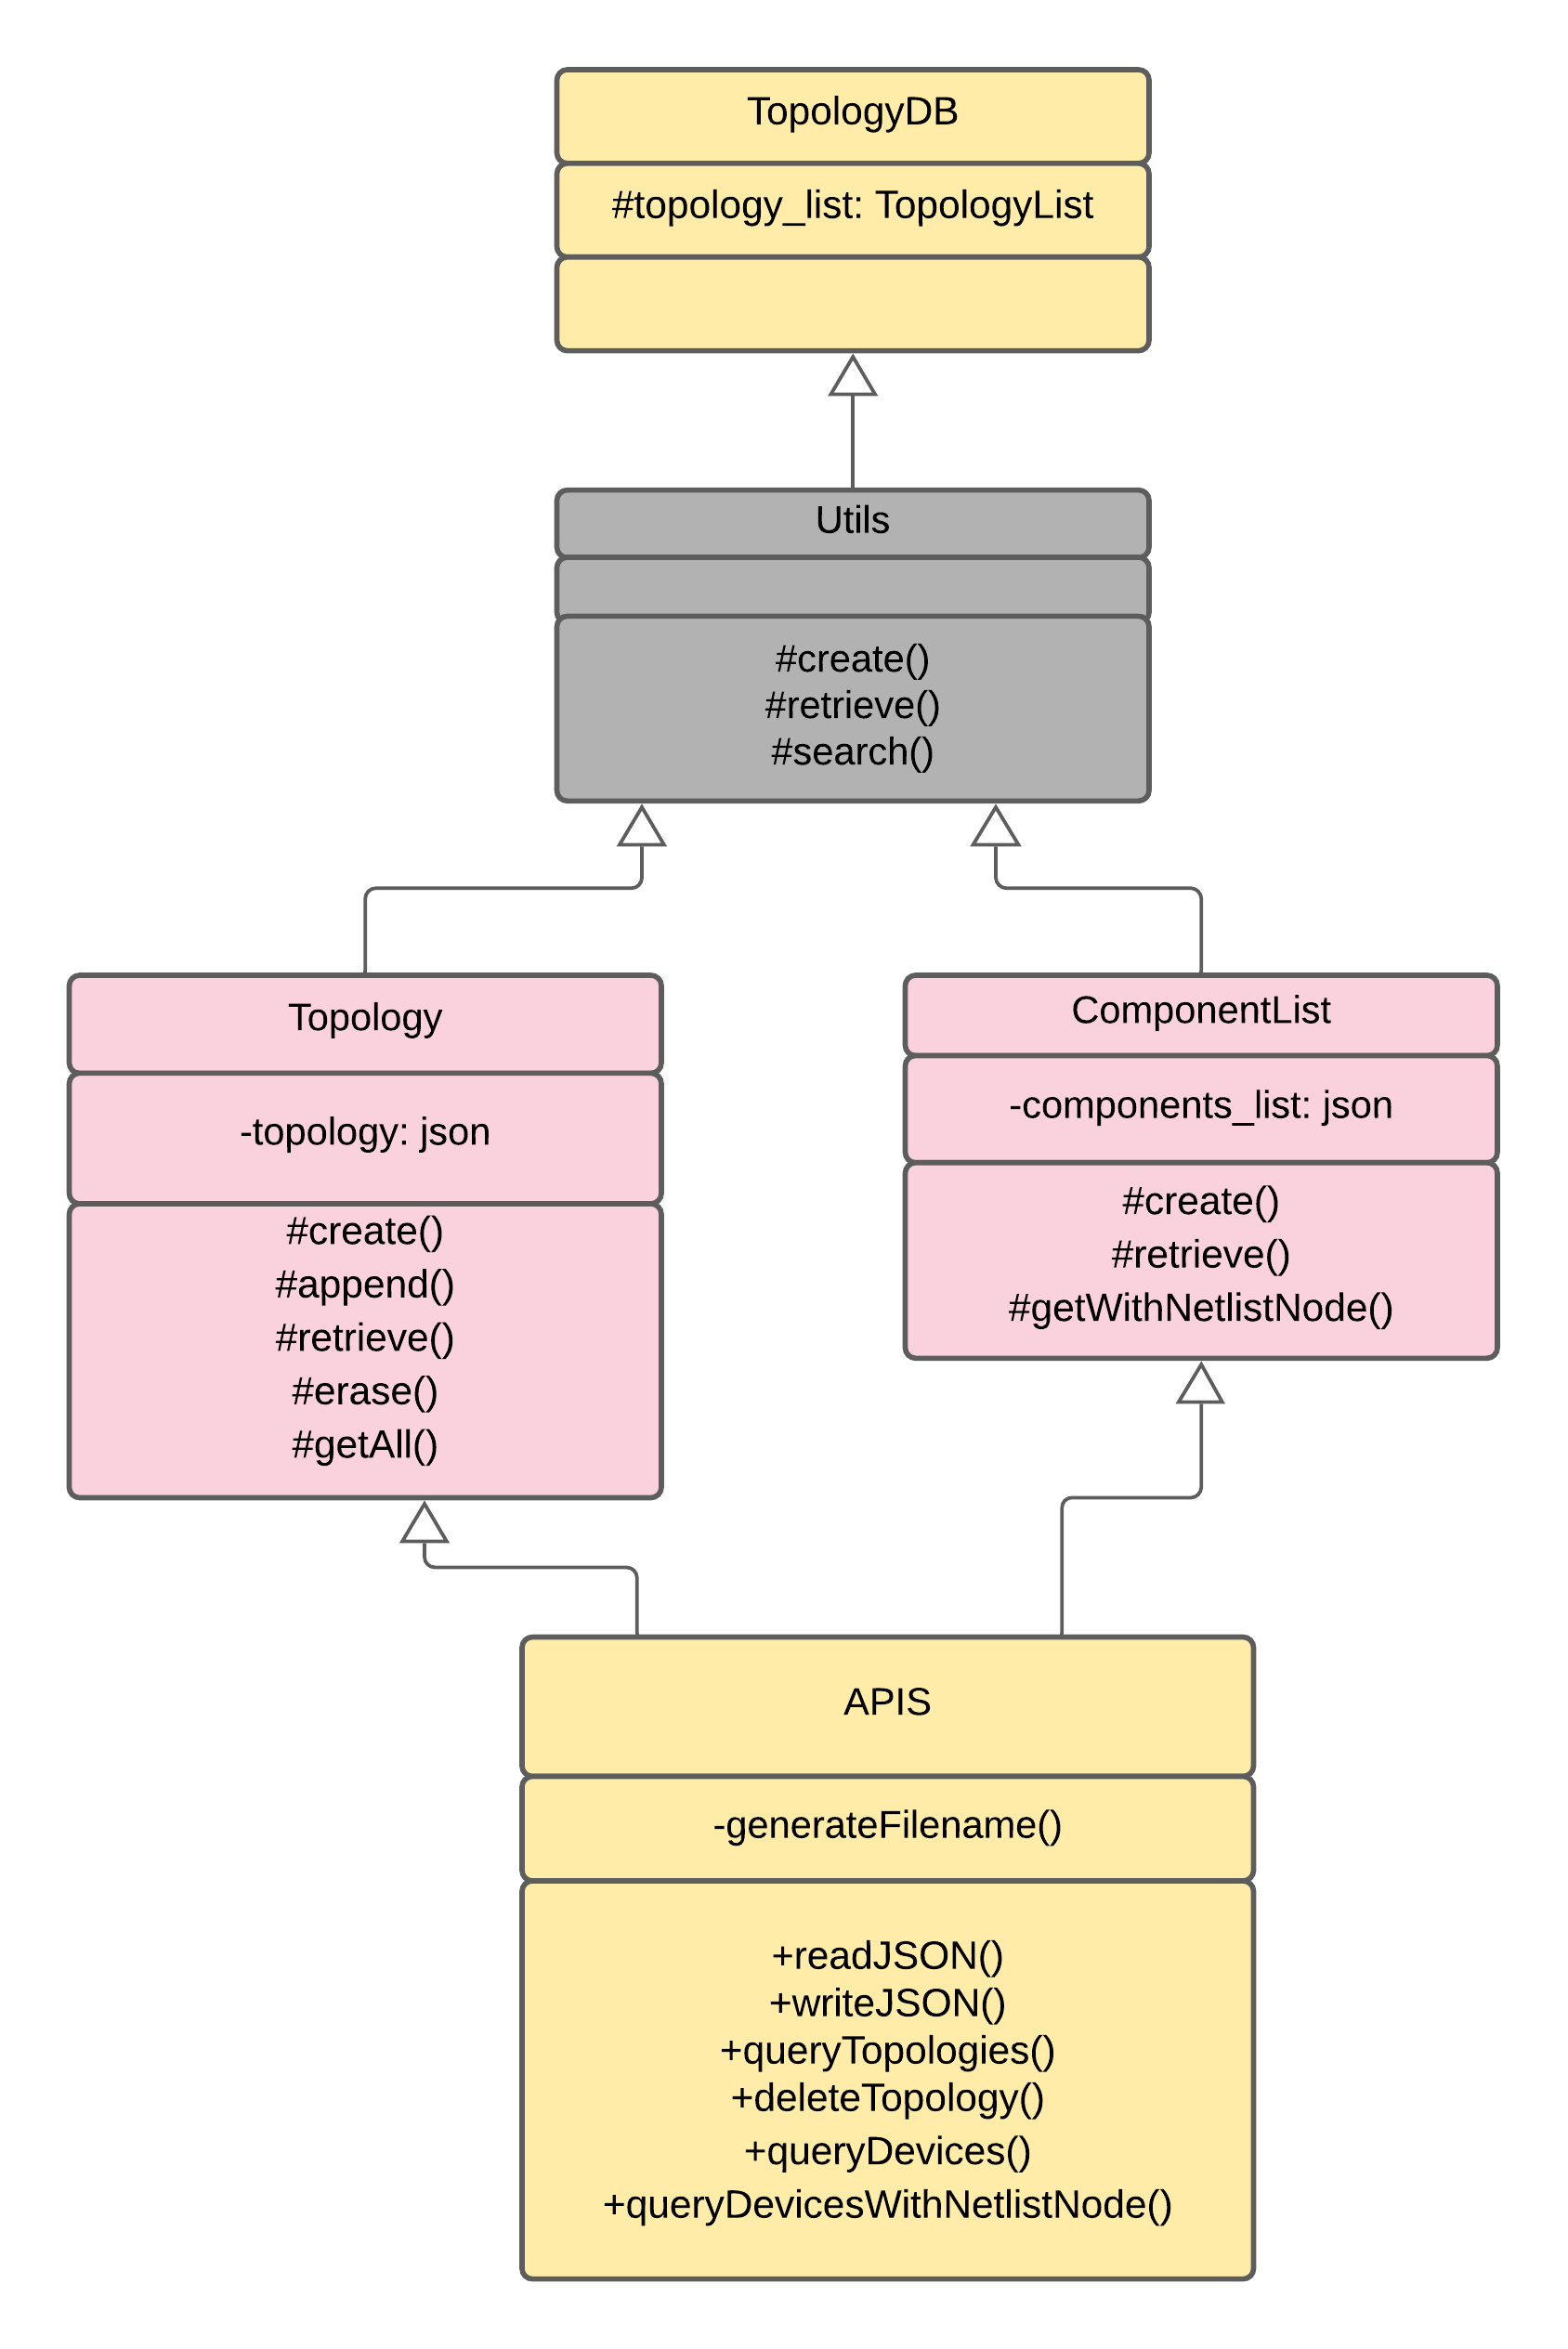 TopologyDB
#topology_list: TopologyList
Utils
#create()
#retrieve()
#search()
Topology
-topology: json
#create()
#append()
#retrieve()
#erase()
#getAll()
ComponentList
-components_list: json
#create()
#retrieve()
#getWithNetlistNode()
APIS
-generateFilename()
+readJSON()
+writeJSON()
+queryTopologies()
+deleteTopology()
+queryDevices()
+queryDevicesWithNetlistNode()